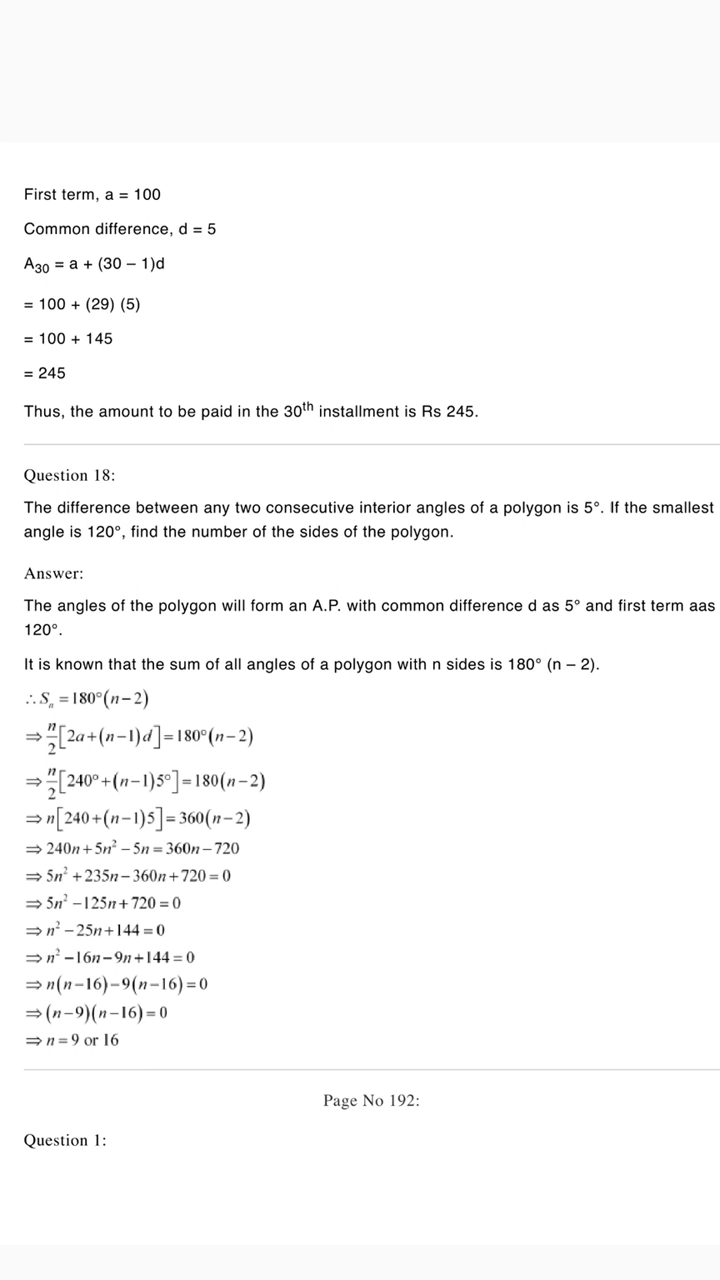 First term, a = 100
Common difference, d = 5
A₃₀ = a + (30 – 1)d
= 100 + (29) (5)
= 100 + 145
= 245
Thus, the amount to be paid in the 30ᵗʰ installment is Rs 245.
Question 18:
The difference between any two consecutive interior angles of a polygon is 5°. If the smallest
angle is 120°, find the number of the sides of the polygon.
Answer:
The angles of the polygon will form an A.P. with common difference d as 5° and first term aas
120°.
It is known that the sum of all angles of a polygon with n sides is 180° (n – 2).
∴ Sₙ = 180°(n−2)
⇒ n/2[2a+(n−1)d] = 180°(n−2)
⇒ n/2[240°+(n−1)5°] = 180(n−2)
⇒ n[240+(n−1)5] = 360(n−2)
⇒ 240n+5n²−5n = 360n−720
⇒ 5n²+235n−360n+720 = 0
⇒ 5n²−125n+720 = 0
⇒ n²−25n+144 = 0
⇒ n²−16n−9n+144 = 0
⇒ n(n−16)−9(n−16) = 0
⇒ (n−9)(n−16) = 0
⇒ n = 9 or 16
Page No 192:
Question 1: